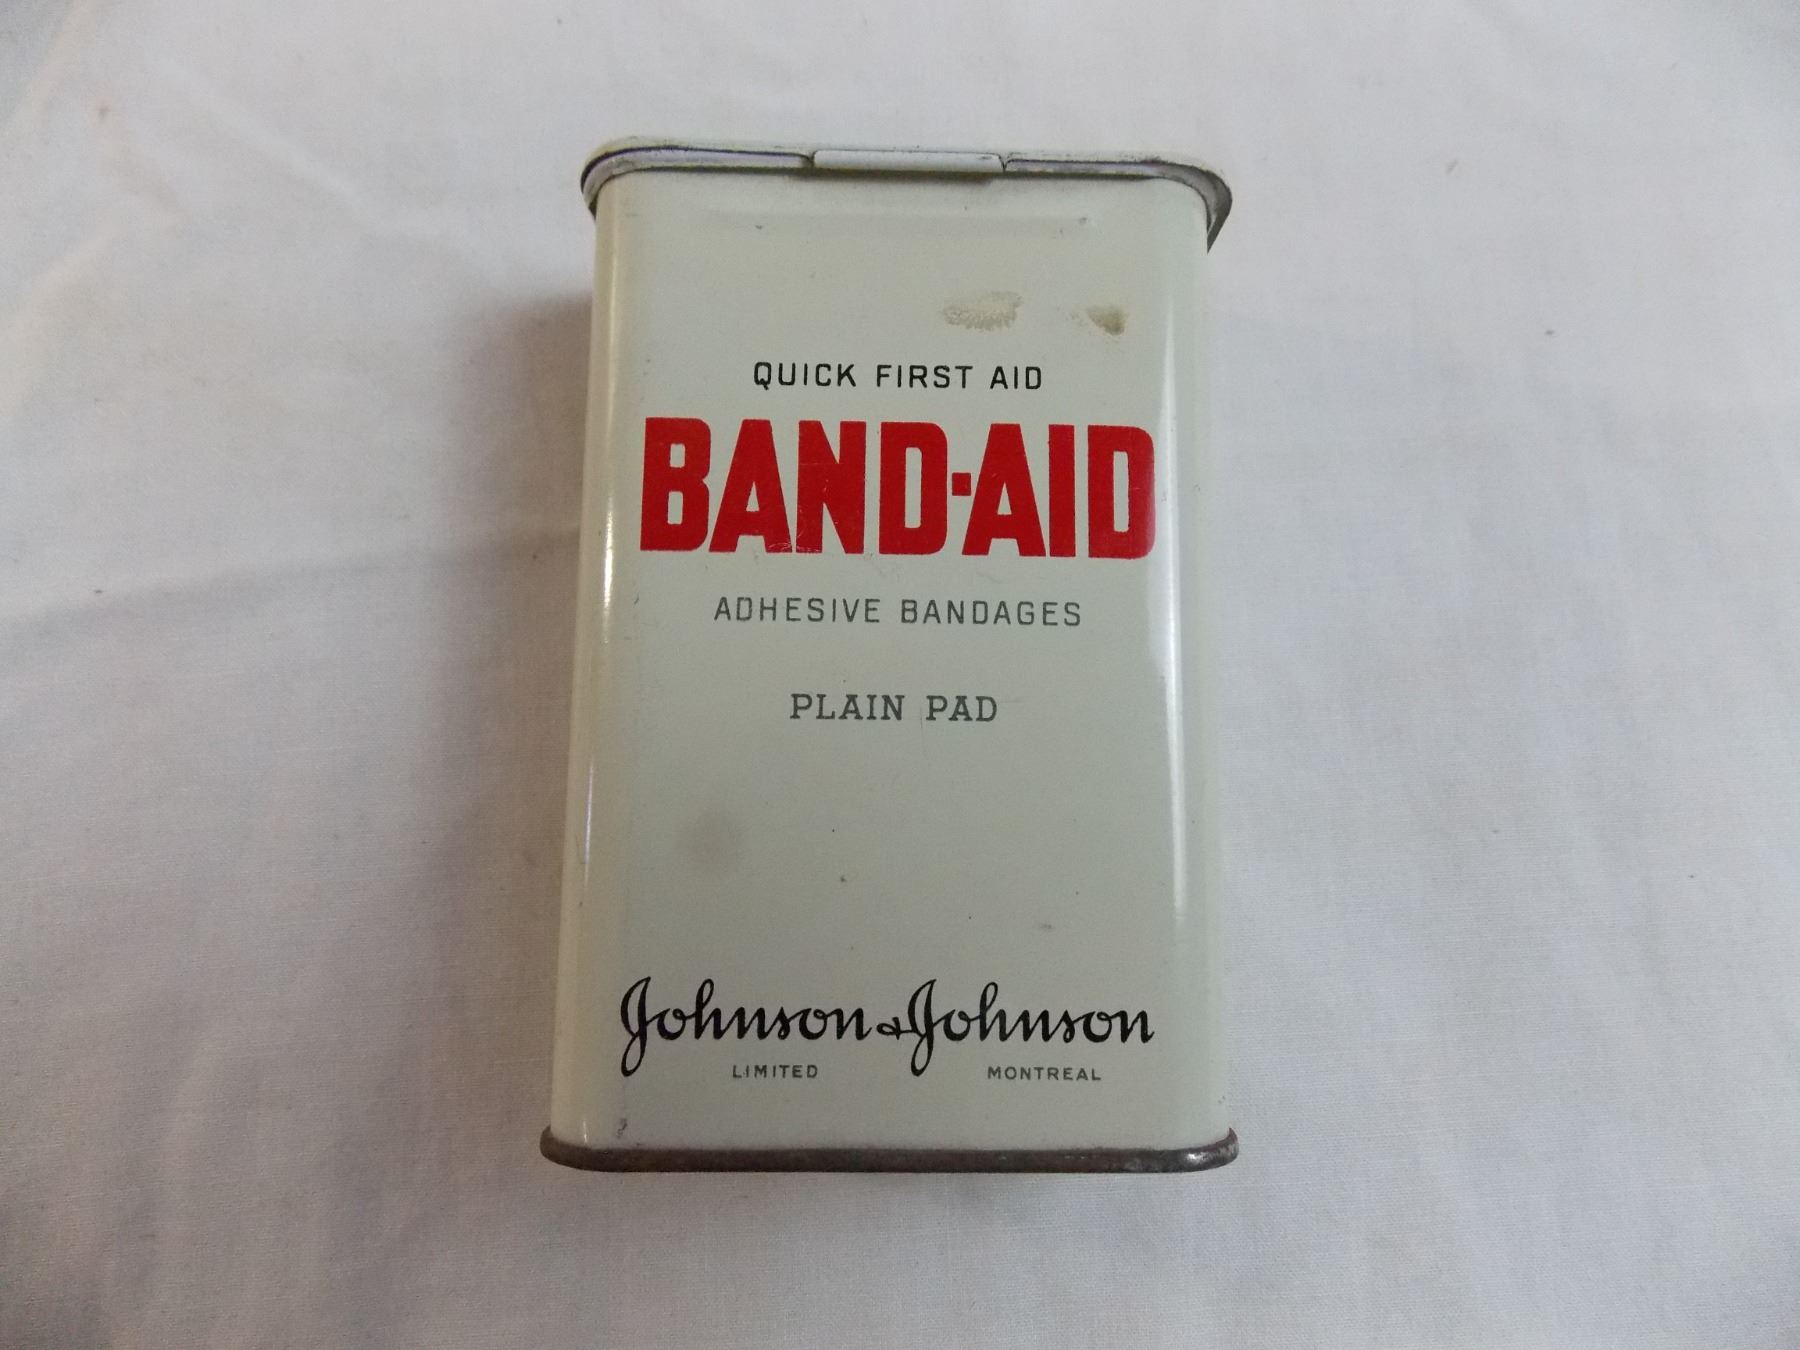 QUICK FIRST AID
BAND-AID
ADHESIVE BANDAGES
PLAIN PAD
Johnson & Johnson
LIMITED MONTREAL